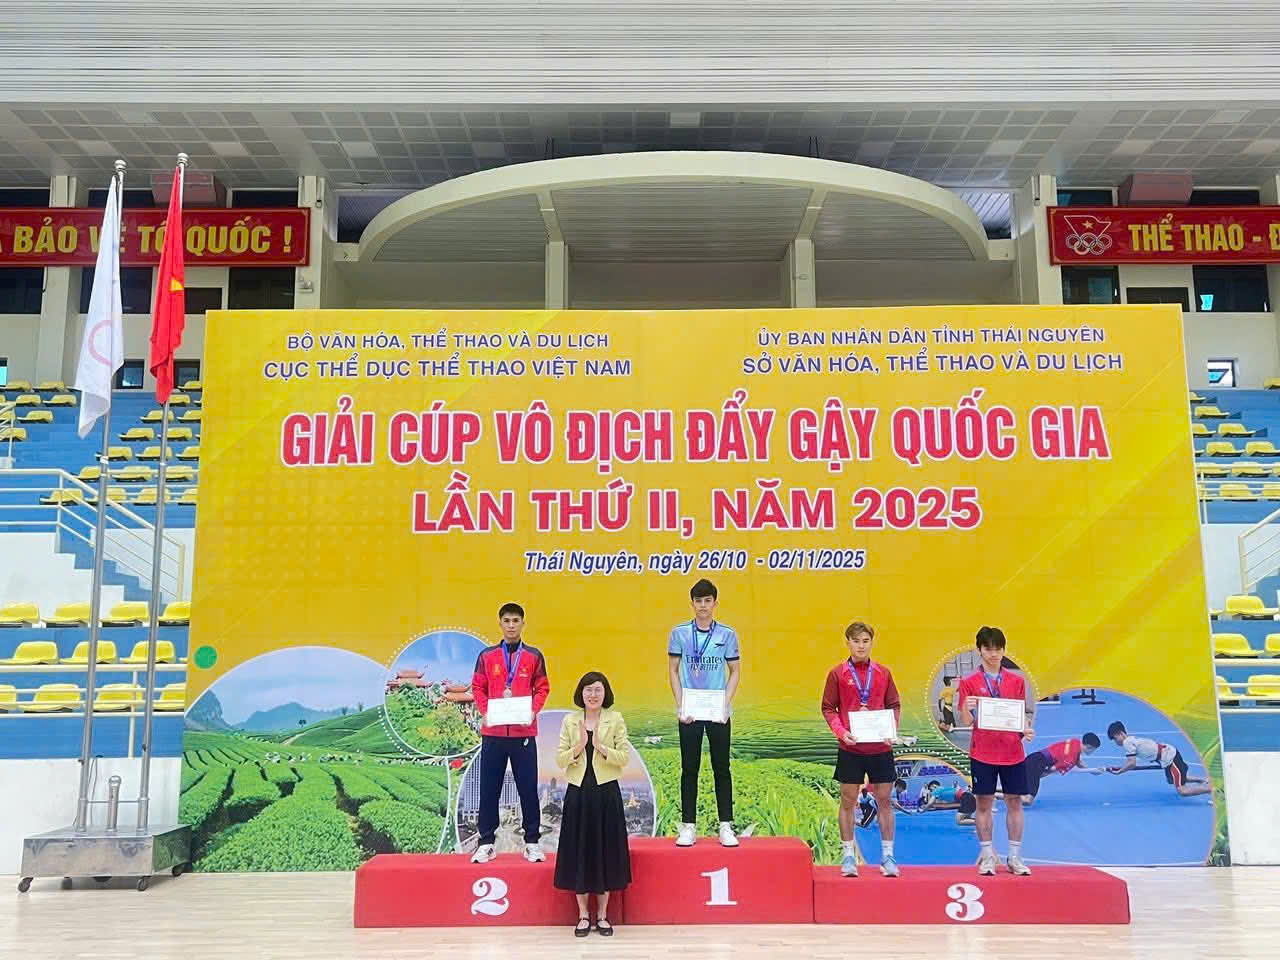 BẢO VỆ TỔ QUỐC !
THỂ THAO -
BỘ VĂN HÓA, THỂ THAO VÀ DU LỊCH
CỤC THỂ DỤC THỂ THAO VIỆT NAM
ỦY BAN NHÂN DÂN TỈNH THÁI NGUYÊN
SỞ VĂN HÓA, THỂ THAO VÀ DU LỊCH
GIẢI CÚP VÔ ĐỊCH ĐẨY GẬY QUỐC GIA
LẦN THỨ II, NĂM 2025
Thái Nguyên, ngày 26/10 - 02/11/2025
Emirates
FLY BETTER
2
1
3